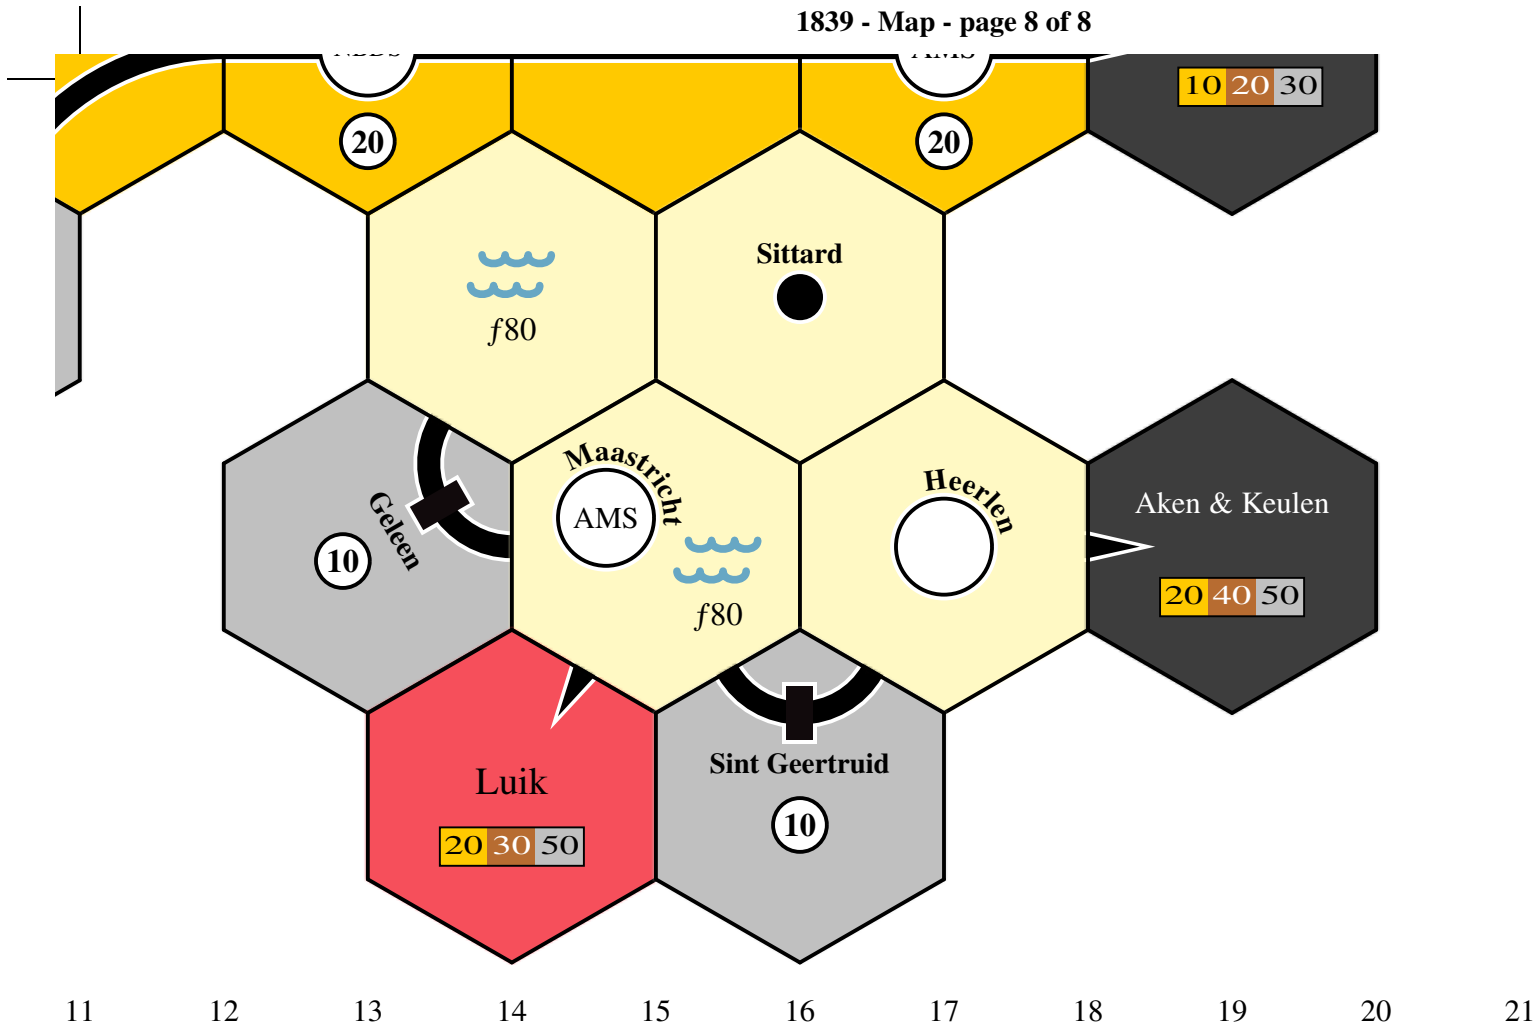 1839 - Map - page 8 of 8
AMS
10 20 30
20
20
Sittard
ƒ80
Maastricht
Heerlen
Geleen
AMS
Aken & Keulen
10
20 40 50
ƒ80
Sint Geertruid
Luik
10
20 30 50
11 12 13 14 15 16 17 18 19 20 21